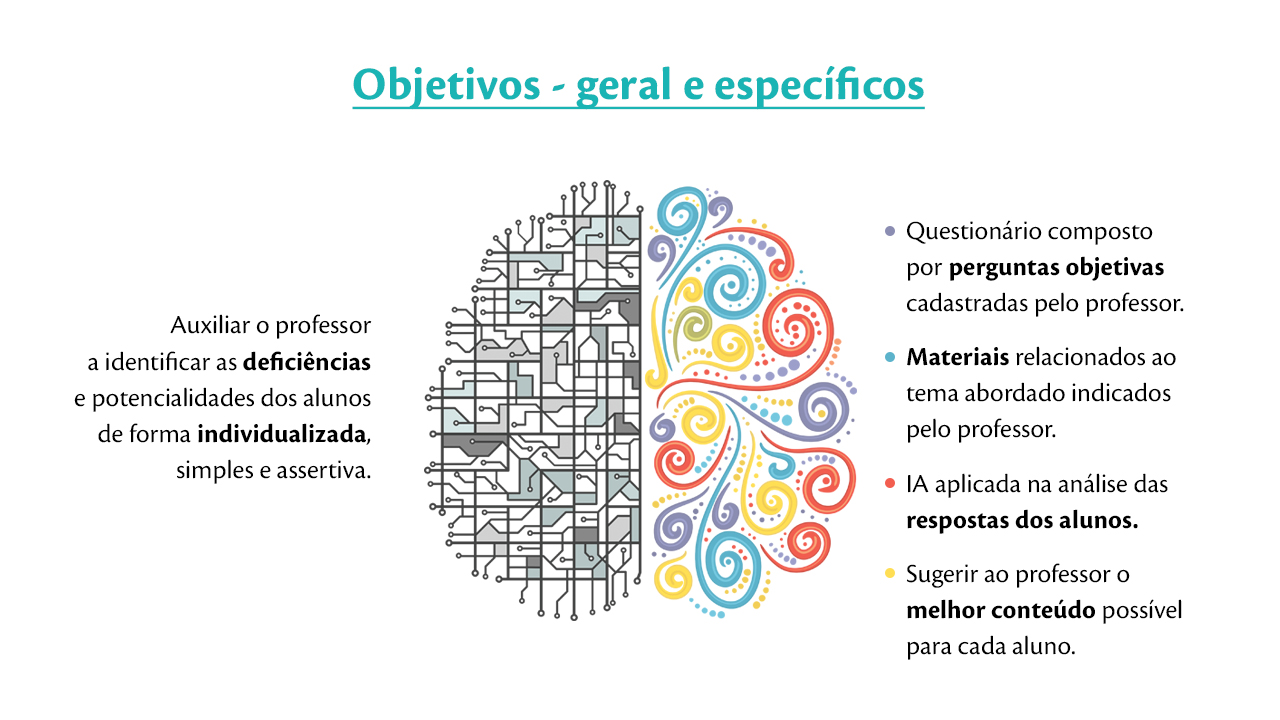 Objetivos - geral e específicos
Auxiliar o professor
a identificar as deficiências
e potencialidades dos alunos
de forma individualizada,
simples e assertiva.
Questionário composto
por perguntas objetivas
cadastradas pelo professor.
Materiais relacionados ao
tema abordado indicados
pelo professor.
IA aplicada na análise das
respostas dos alunos.
Sugerir ao professor o
melhor conteúdo possível
para cada aluno.